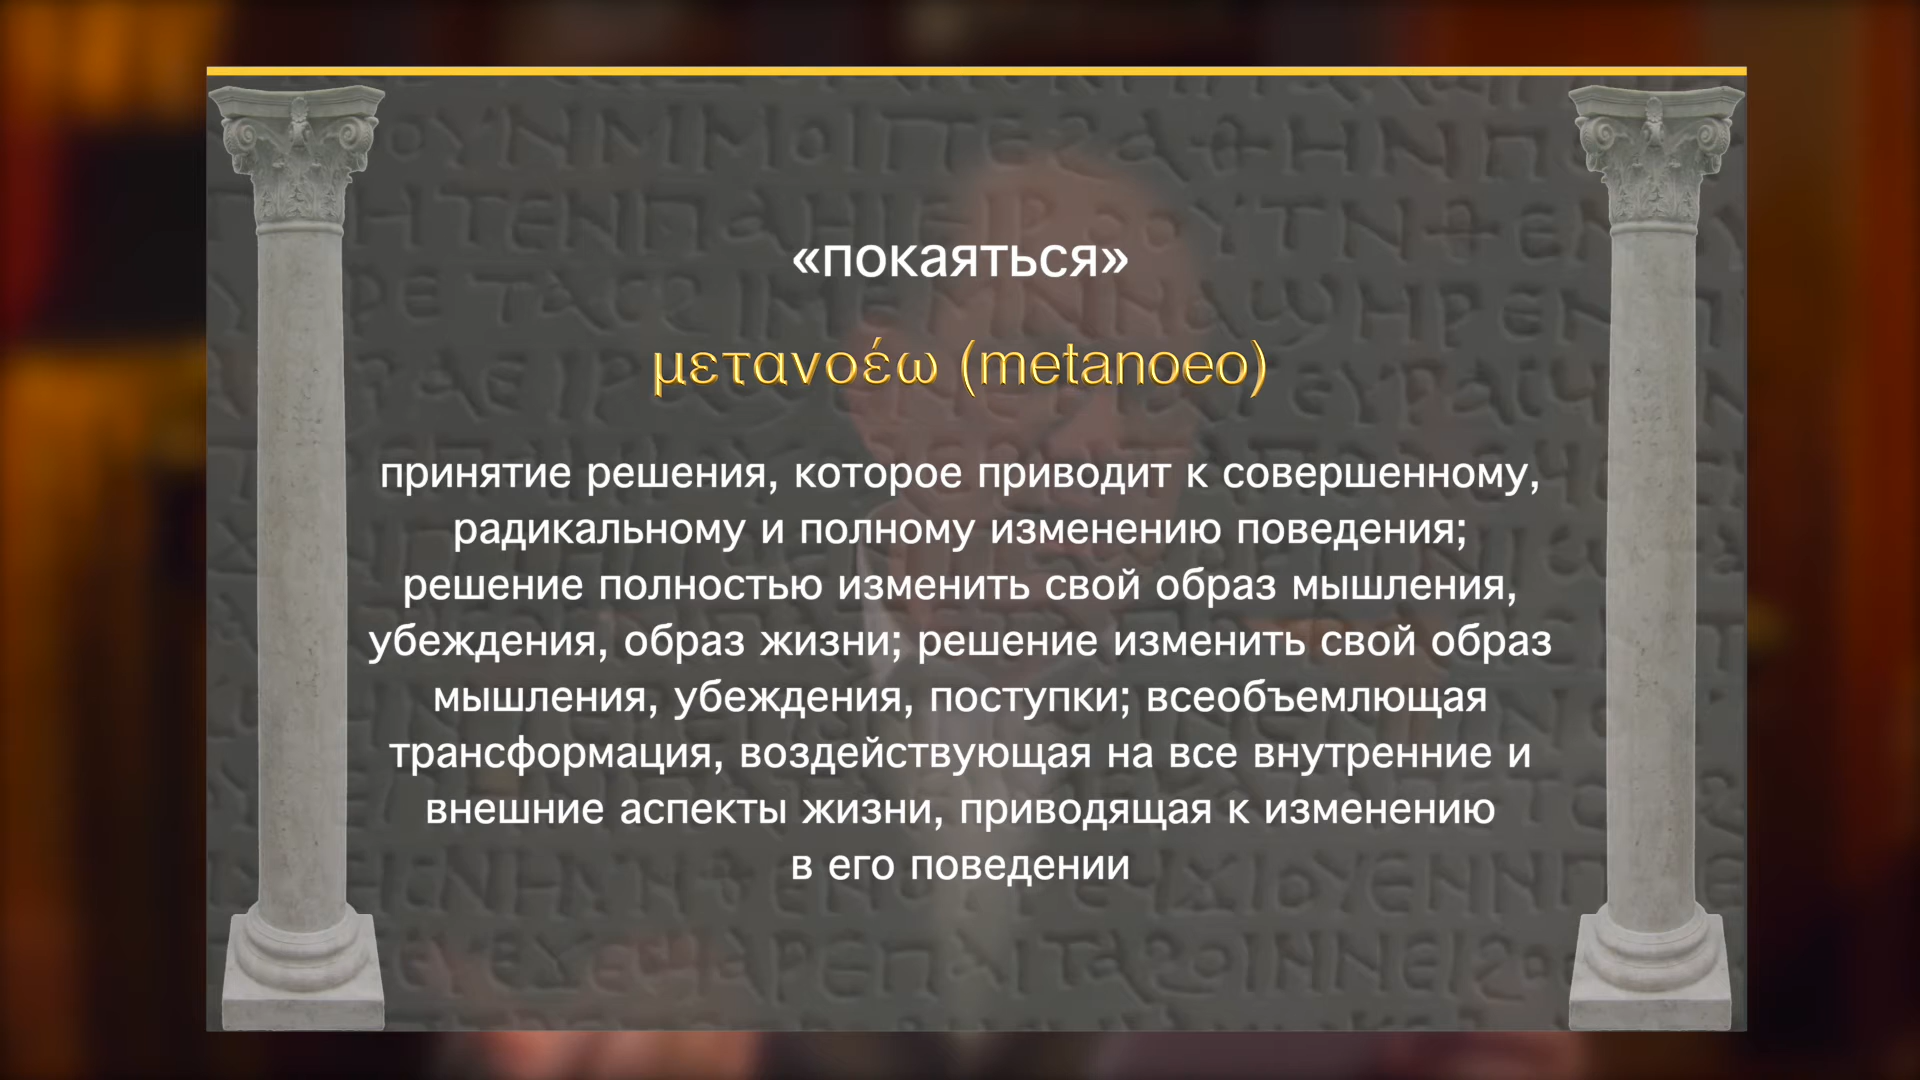 «покаяться»
μετανοέω (metanoeo)
принятие решения, которое приводит к совершенному,
радикальному и полному изменению поведения;
решение полностью изменить свой образ мышления,
убеждения, образ жизни; решение изменить свой образ
мышления, убеждения, поступки; всеобъемлющая
трансформация, воздействующая на все внутренние и
внешние аспекты жизни, приводящая к изменению
в его поведении